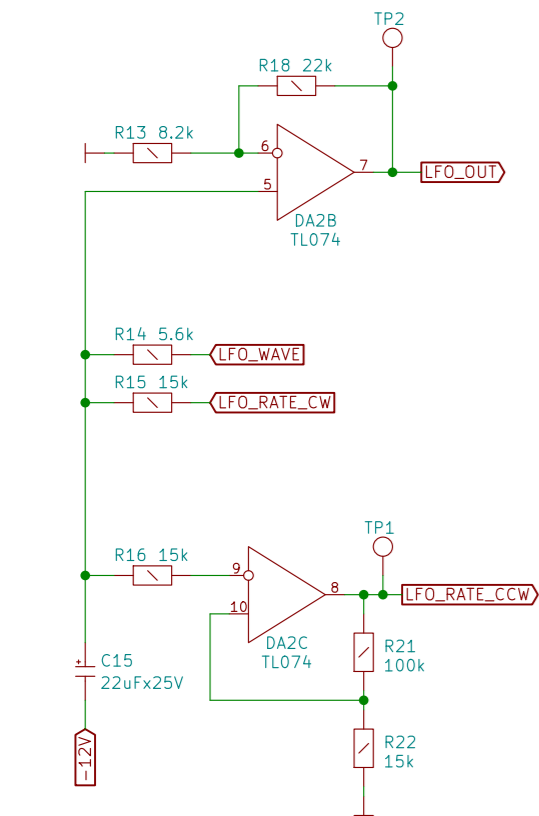 TP2
R18 22k
R13 8.2k
6
7
5
LFO_OUT
DA2B
TL074
R14 5.6k
LFO_WAVE
R15 15k
LFO_RATE_CW
TP1
R16 15k
9
8
LFO_RATE_CCW
10
DA2C
TL074
R21
100k
+
C15
22uFx25V
-12V
R22
15k